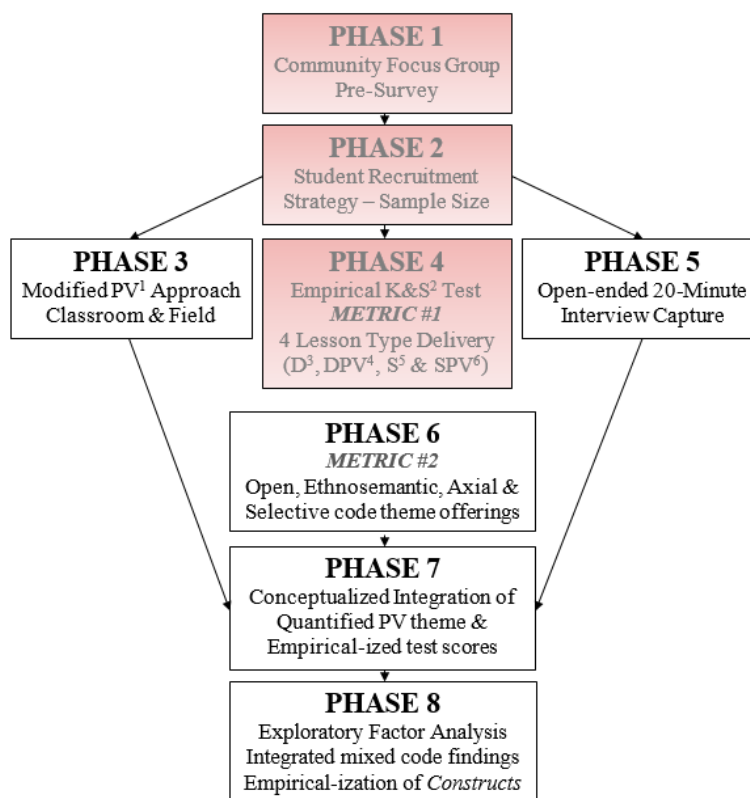 PHASE 1
Community Focus Group
Pre-Survey
PHASE 2
Student Recruitment
Strategy – Sample Size
PHASE 3
Modified PV¹ Approach
Classroom & Field
PHASE 4
Empirical K&S² Test
METRIC #1
4 Lesson Type Delivery
(D³, DPV⁴, S⁵ & SPV⁶)
PHASE 5
Open-ended 20-Minute
Interview Capture
PHASE 6
METRIC #2
Open, Ethnosemantic, Axial &
Selective code theme offerings
PHASE 7
Conceptualized Integration of
Quantified PV theme &
Empirical-ized test scores
PHASE 8
Exploratory Factor Analysis
Integrated mixed code findings
Empirical-ization of Constructs